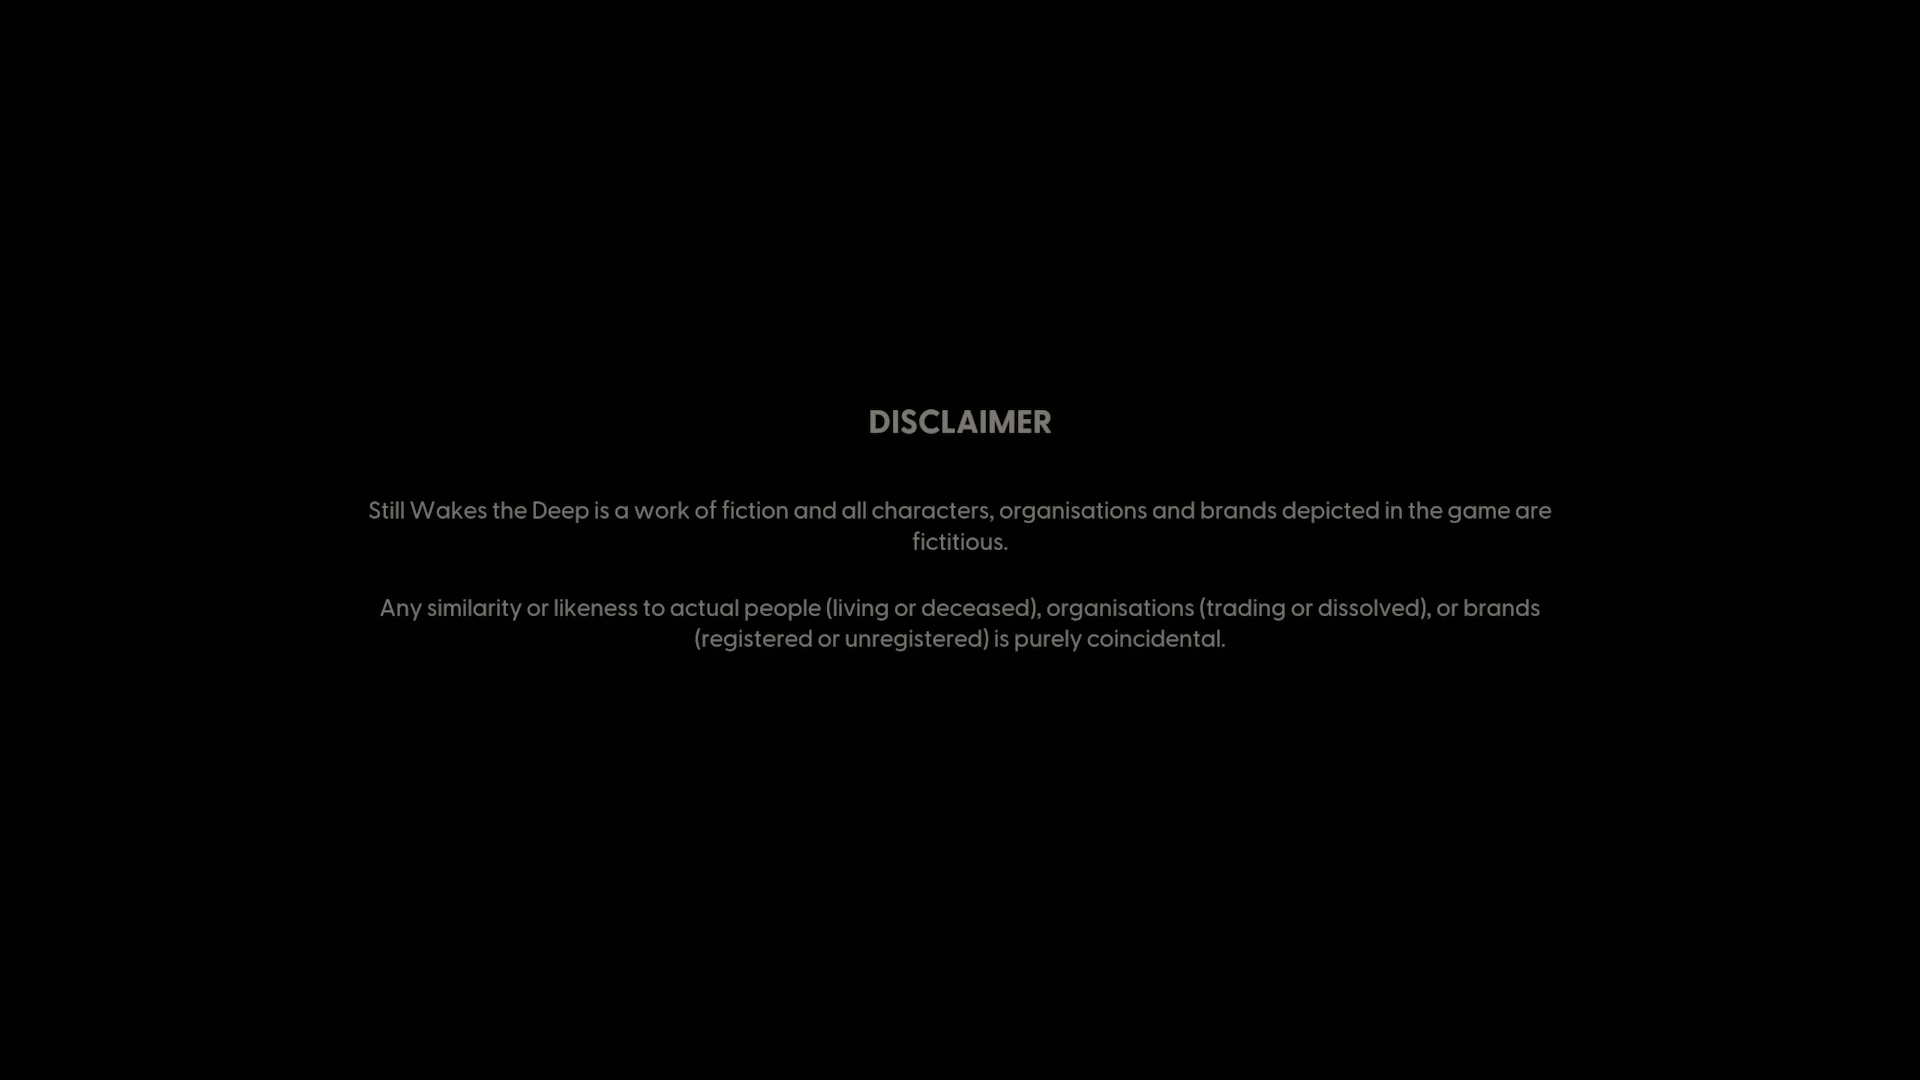 DISCLAIMER
Still Wakes the Deep is a work of fiction and all characters, organisations and brands depicted in the game are
fictitious.
Any similarity or likeness to actual people (living or deceased), organisations (trading or dissolved), or brands
(registered or unregistered) is purely coincidental.